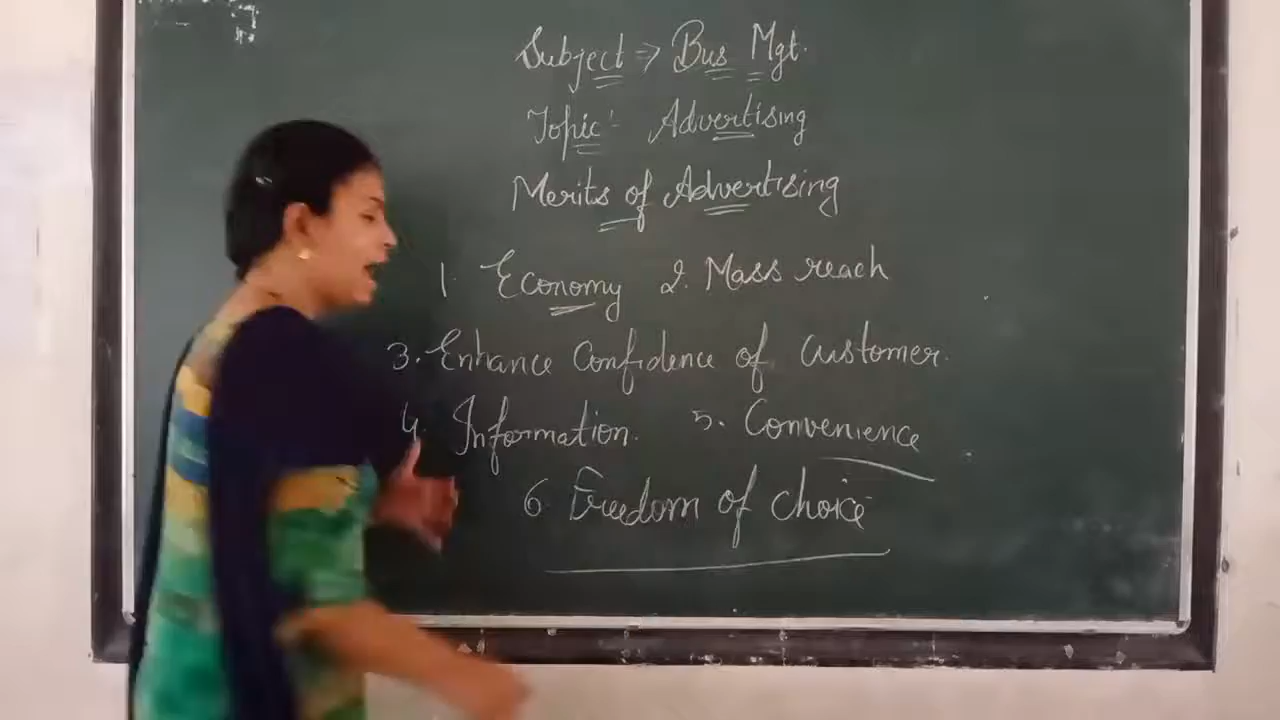 Subject => Bus Mgt.
Topic: Advertising
Merits of Advertising
1. Economy 2. Mass reach
3. Enhance Confidence of Customer.
4. Information. 5. Convenience
6. Freedom of choice